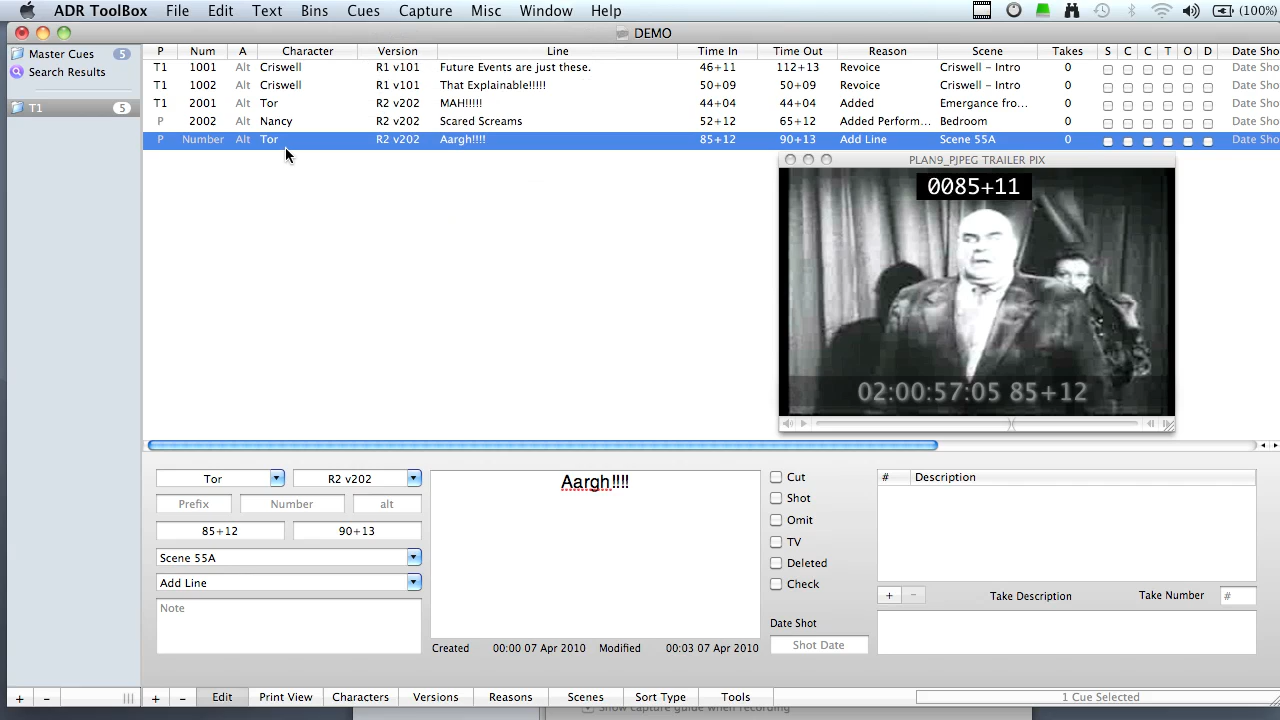 ADR ToolBox File Edit Text Bins Cues Capture Misc Window Help (100%)
DEMO
Master Cues 5
Search Results
T1 5
P Num A Character Version Line Time In Time Out Reason Scene Takes S C C T O D Date Sho
T1 1001 Alt Criswell R1 v101 Future Events are just these. 46+11 112+13 Revoice Criswell – Intro 0 Date Sho
T1 1002 Alt Criswell R1 v101 That Explainable!!!!! 50+09 50+09 Revoice Criswell – Intro 0 Date Sho
T1 2001 Alt Tor R2 v202 MAH!!!!! 44+04 44+04 Added Emergance fro... 0 Date Sho
P 2002 Alt Nancy R2 v202 Scared Screams 52+12 65+12 Added Perform... Bedroom 0 Date Sho
P Number Alt Tor R2 v202 Aargh!!!! 85+12 90+13 Add Line Scene 55A 0 Date Sho
PLAN9_PJPEG TRAILER PIX
0085+11
02:00:57:05 85+12
Tor R2 v202
Prefix Number alt
85+12 90+13
Scene 55A
Add Line
Note
Aargh!!!!
Created 00:00 07 Apr 2010 Modified 00:03 07 Apr 2010
Cut
Shot
Omit
TV
Deleted
Check
Date Shot
Shot Date
# Description
+ − Take Description Take Number #
+ − + − Edit Print View Characters Versions Reasons Scenes Sort Type Tools 1 Cue Selected
Show capture guide when recording